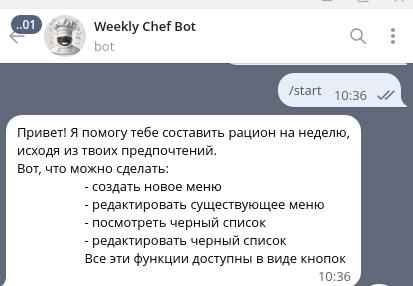 ..01
Weekly Chef Bot
bot
/start 10:36
Привет! Я помогу тебе составить рацион на неделю,
исходя из твоих предпочтений.
Вот, что можно сделать:
- создать новое меню
- редактировать существующее меню
- посмотреть черный список
- редактировать черный список
Все эти функции доступны в виде кнопок
10:36